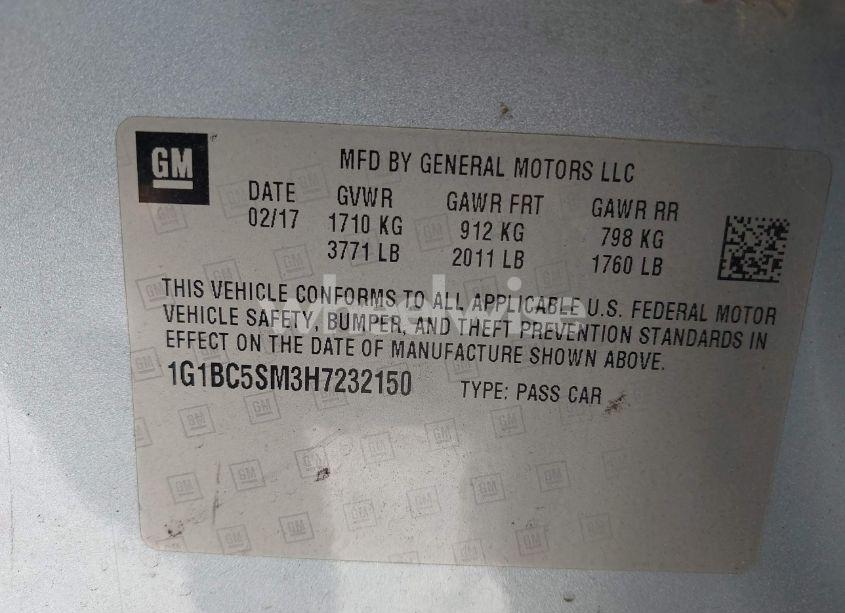 GM
MFD BY GENERAL MOTORS LLC
DATE GVWR GAWR FRT GAWR RR
02/17 1710 KG 912 KG 798 KG
3771 LB 2011 LB 1760 LB
THIS VEHICLE CONFORMS TO ALL APPLICABLE U.S. FEDERAL MOTOR
VEHICLE SAFETY, BUMPER, AND THEFT PREVENTION STANDARDS IN
EFFECT ON THE DATE OF MANUFACTURE SHOWN ABOVE.
1G1BC5SM3H7232150 TYPE: PASS CAR